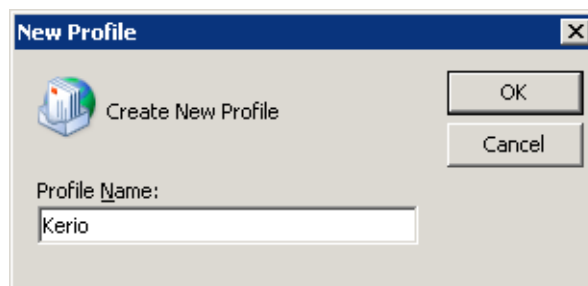 New Profile
Create New Profile
OK
Cancel
Profile Name:
Kerio